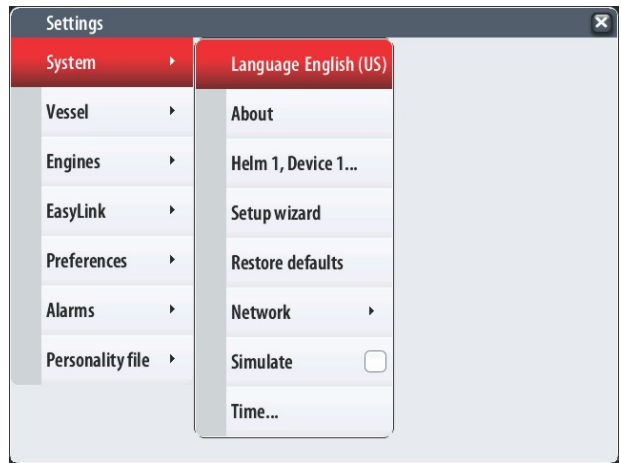 Settings
System
Vessel
Engines
EasyLink
Preferences
Alarms
Personality file
Language English (US)
About
Helm 1, Device 1...
Setup wizard
Restore defaults
Network
Simulate
Time...